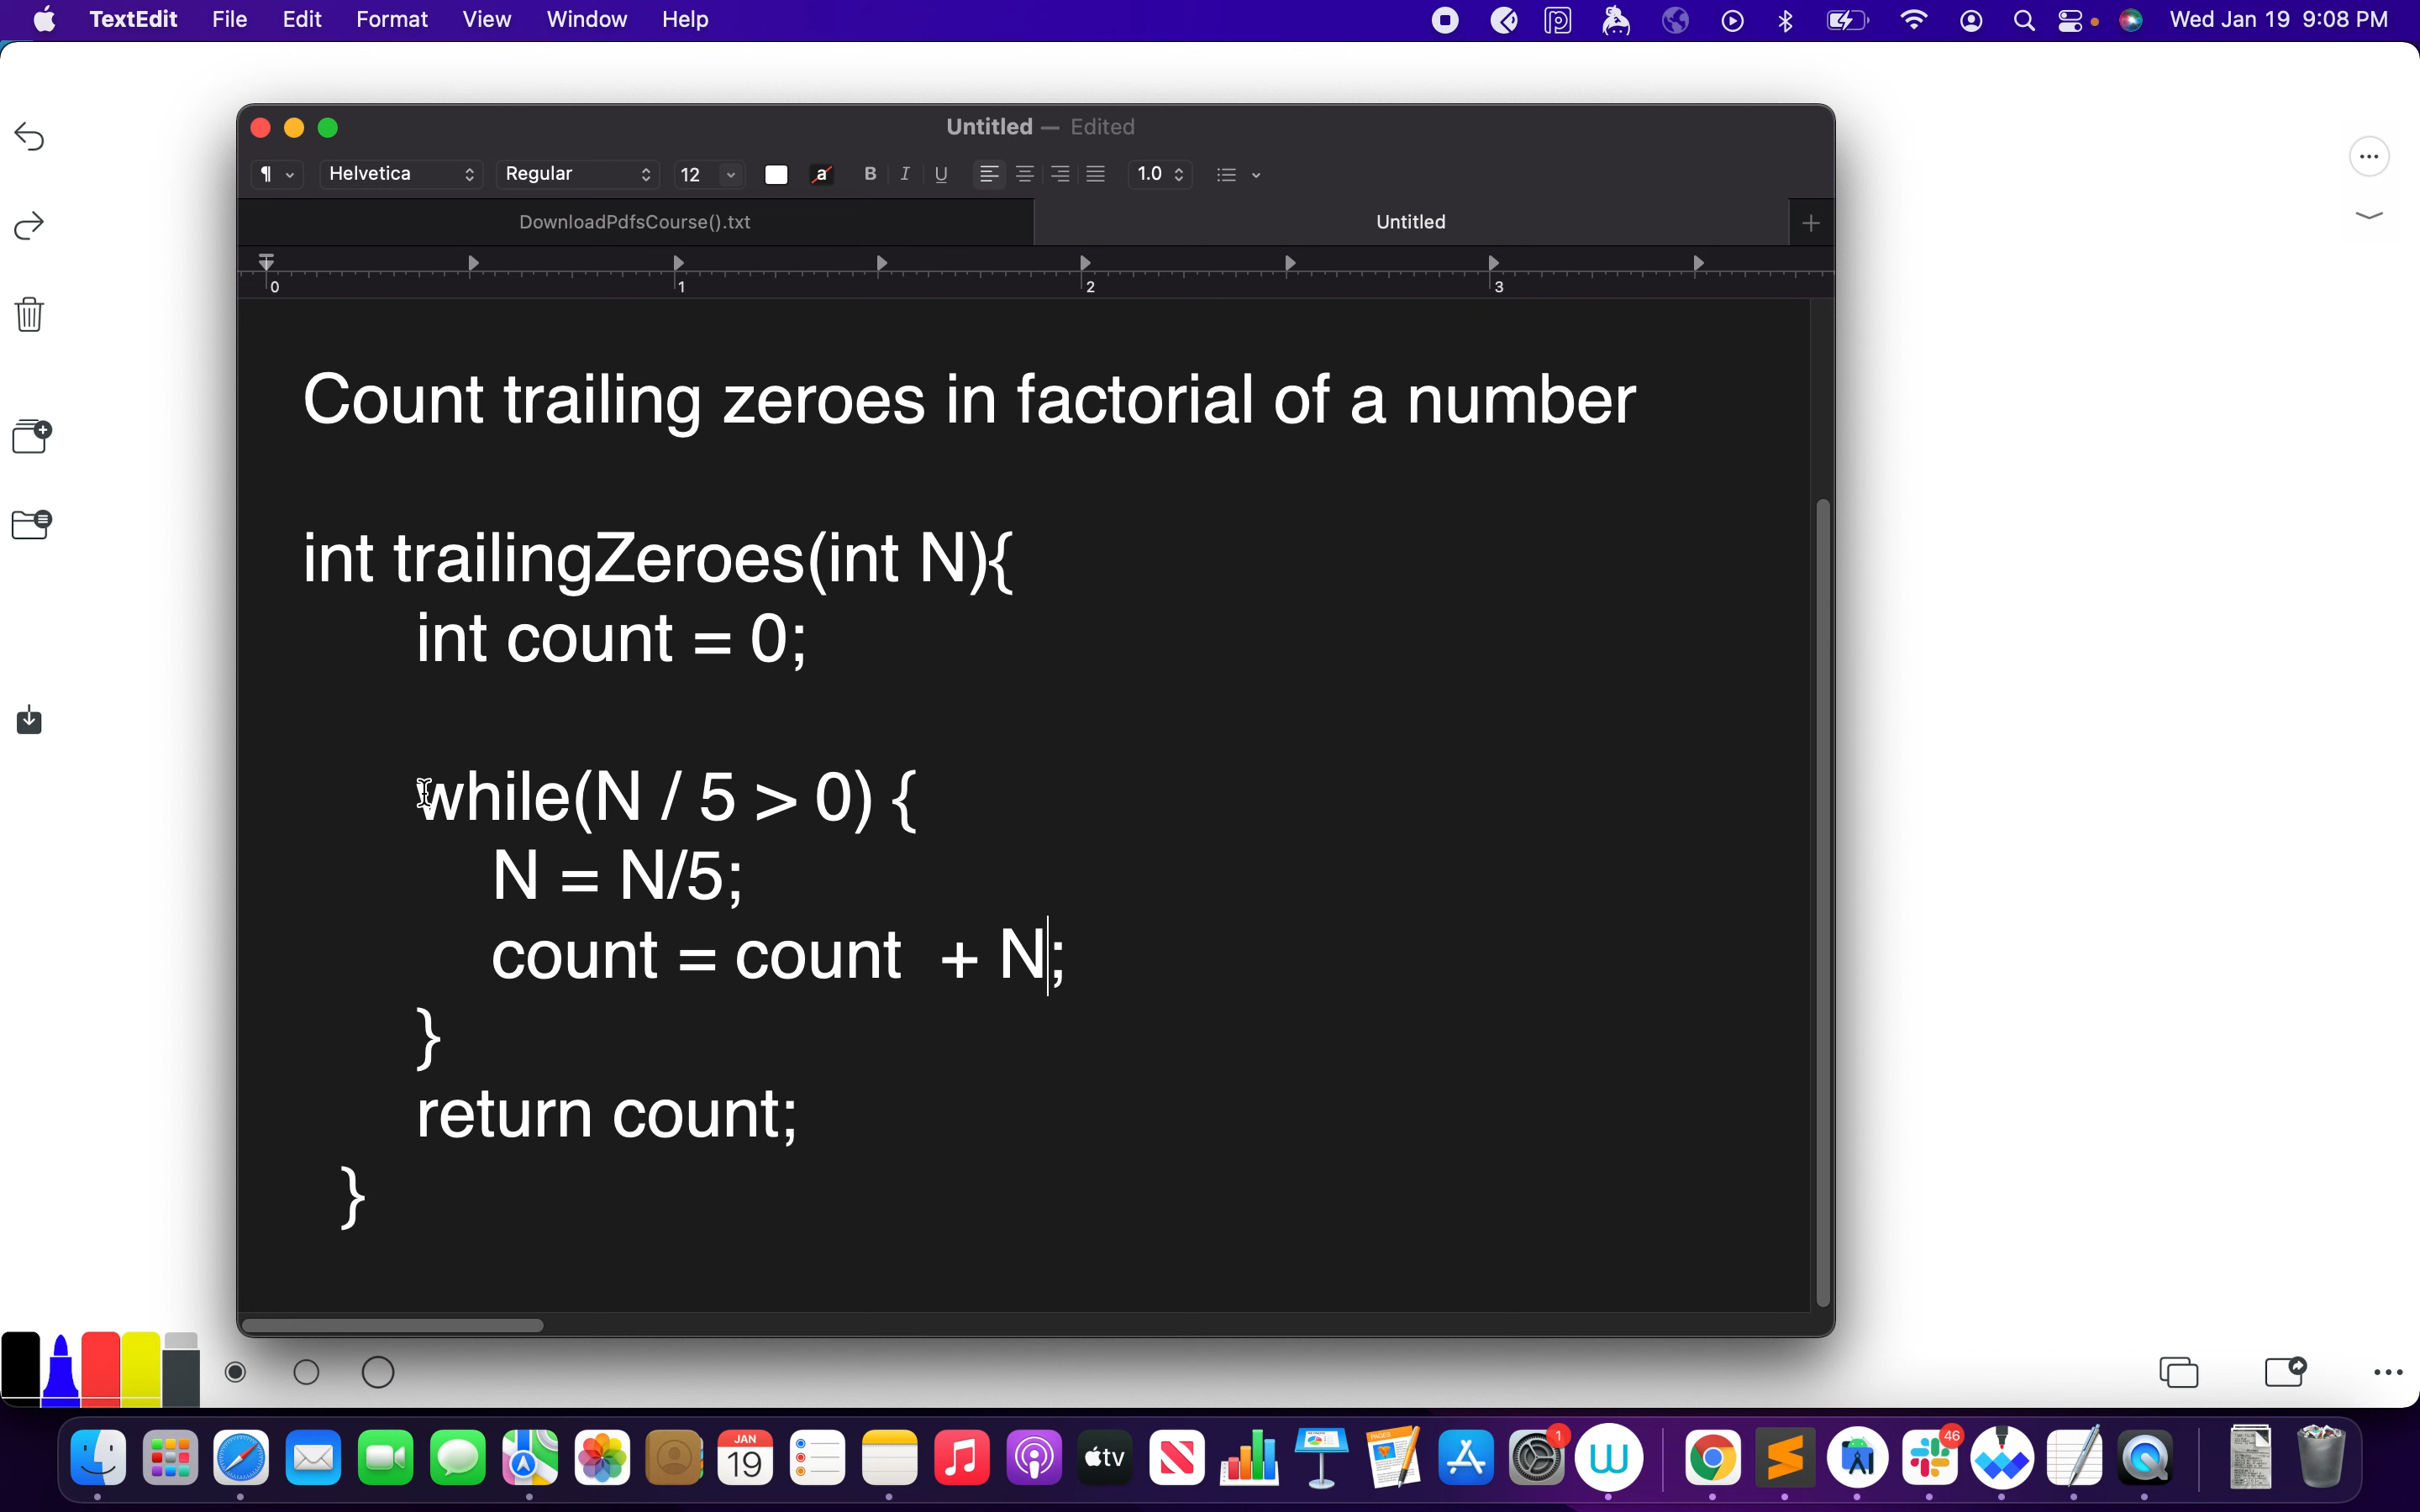 TextEdit File Edit Format View Window Help Wed Jan 19 9:08 PM
Untitled — Edited
¶ Helvetica Regular 12 a B I U 1.0
DownloadPdfsCourse().txt Untitled
0 1 2 3
Count trailing zeroes in factorial of a number
int trailingZeroes(int N){
int count = 0;
while(N / 5 > 0) {
N = N/5;
count = count  + N;
}
return count;
}
JAN
19
tv
1
46